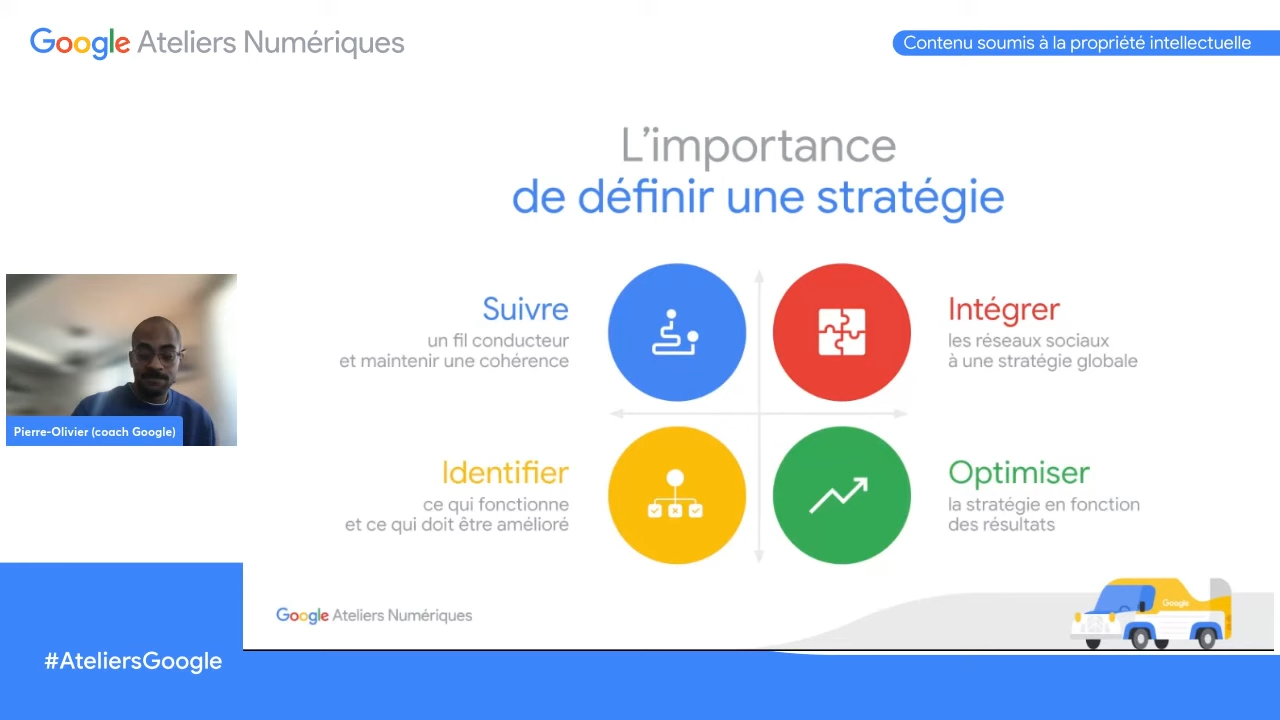 Google Ateliers Numériques
Contenu soumis à la propriété intellectuelle
L'importance
de définir une stratégie
Suivre
un fil conducteur
et maintenir une cohérence
Intégrer
les réseaux sociaux
à une stratégie globale
Identifier
ce qui fonctionne
et ce qui doit être amélioré
Optimiser
la stratégie en fonction
des résultats
Pierre-Olivier (coach Google)
Google
Google Ateliers Numériques
#AteliersGoogle